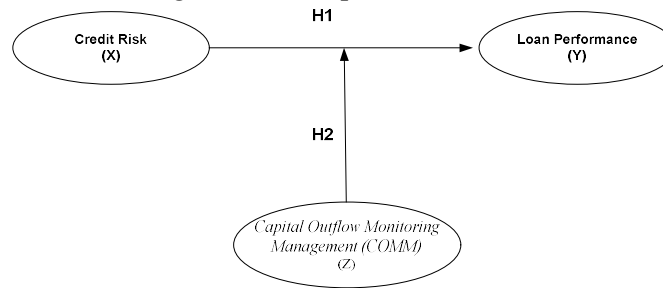 H1
Credit Risk
(X)
Loan Performance
(Y)
H2
Capital Outflow Monitoring
Management (COMM)
(Z)